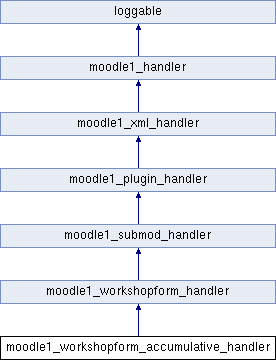 loggable
moodle1_handler
moodle1_xml_handler
moodle1_plugin_handler
moodle1_submod_handler
moodle1_workshopform_handler
moodle1_workshopform_accumulative_handler